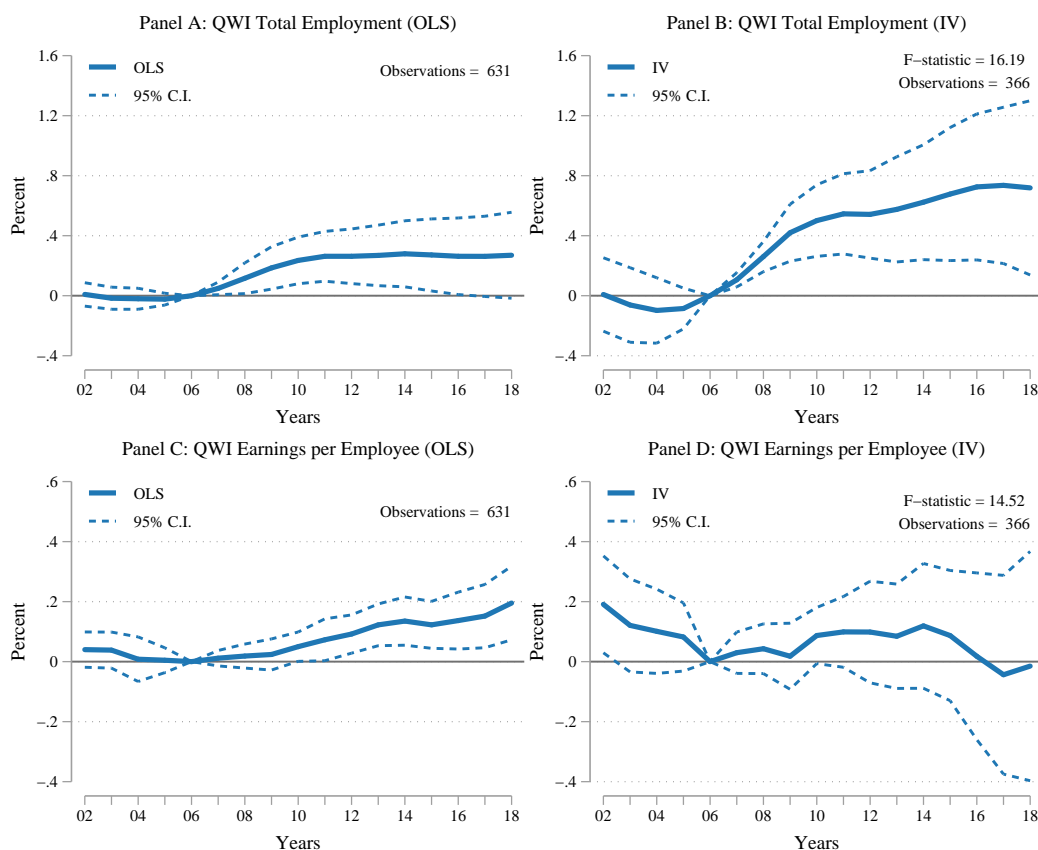 Panel A: QWI Total Employment (OLS)
1.6
1.2
.8
.4
0
−.4
Percent
OLS
95% C.I.
Observations = 631
02 04 06 08 10 12 14 16 18
Years
Panel B: QWI Total Employment (IV)
1.6
1.2
.8
.4
0
−.4
Percent
IV
95% C.I.
F−statistic = 16.19
Observations = 366
02 04 06 08 10 12 14 16 18
Years
Panel C: QWI Earnings per Employee (OLS)
.6
.4
.2
0
−.2
−.4
Percent
OLS
95% C.I.
Observations = 631
02 04 06 08 10 12 14 16 18
Years
Panel D: QWI Earnings per Employee (IV)
.6
.4
.2
0
−.2
−.4
Percent
IV
95% C.I.
F−statistic = 14.52
Observations = 366
02 04 06 08 10 12 14 16 18
Years